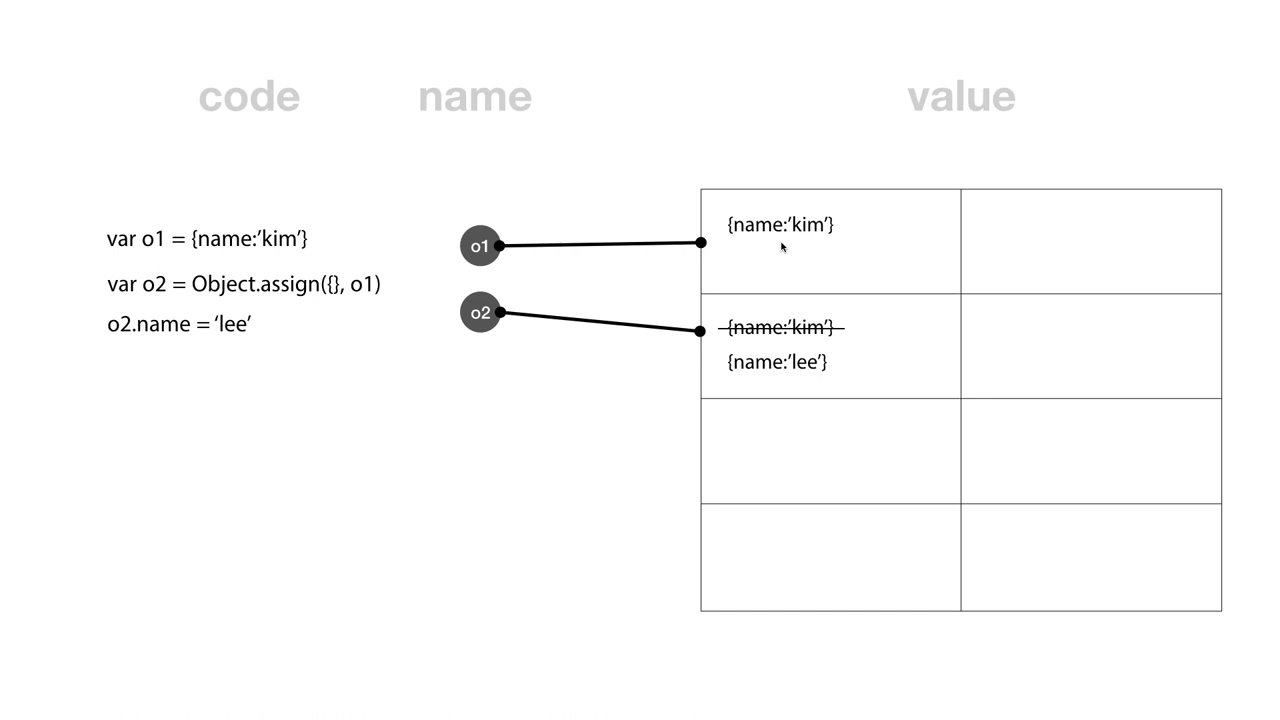 code name value
var o1 = {name:’kim’}
var o2 = Object.assign({}, o1)
o2.name = ‘lee’
o1
o2
{name:’kim’}
{name:’kim’}
{name:’lee’}